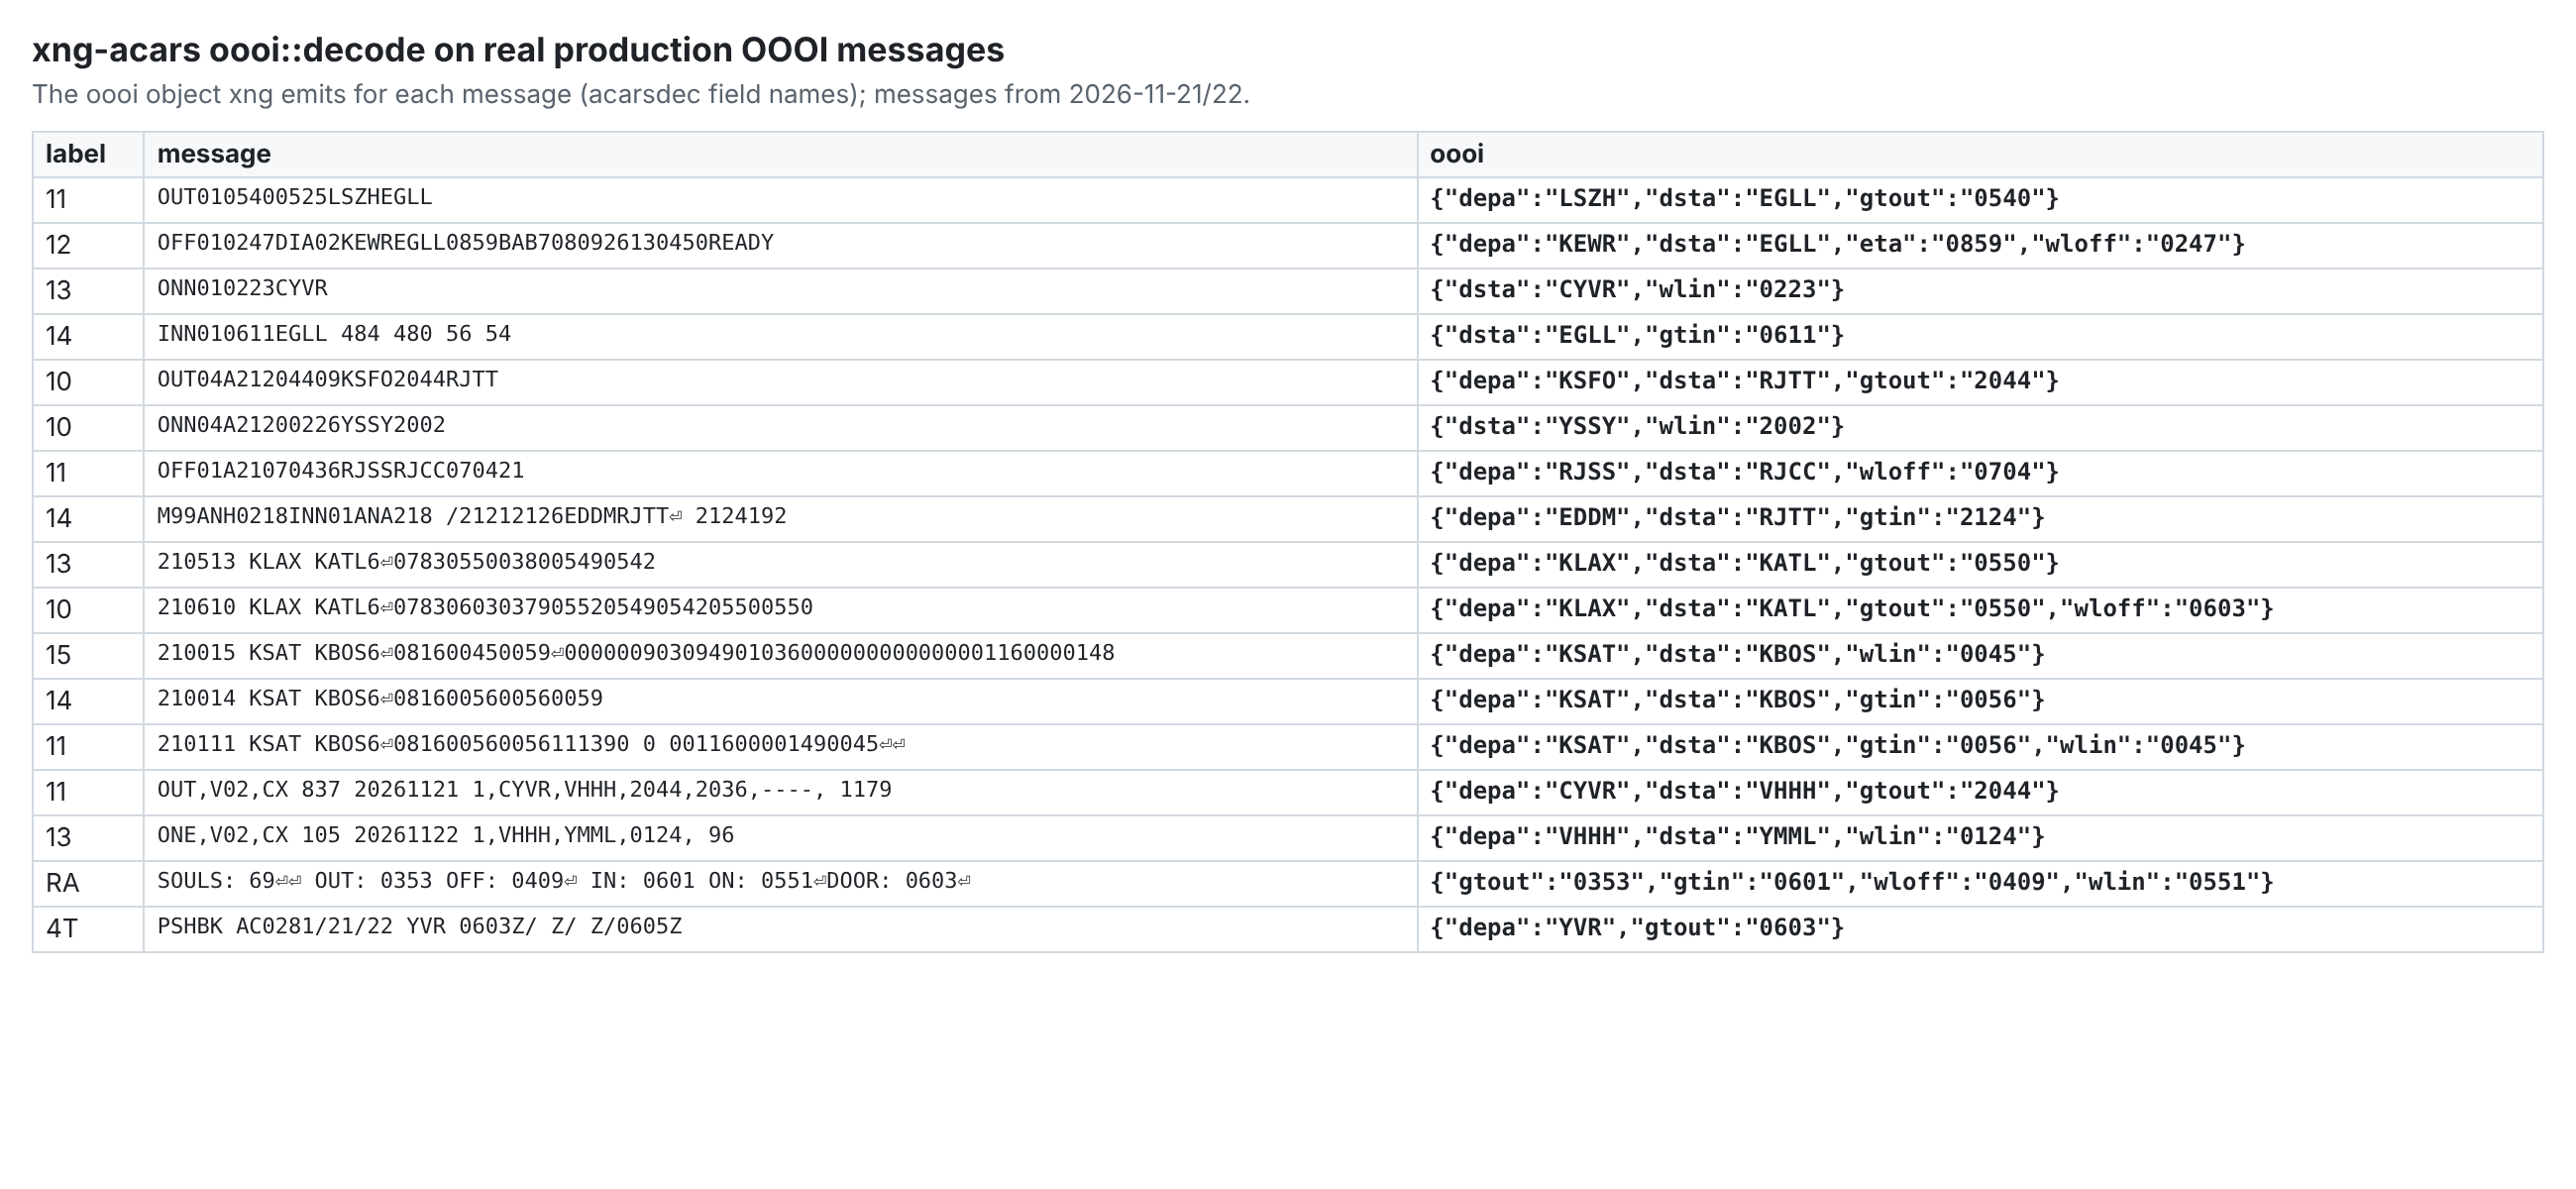 xng-acars oooi::decode on real production OOOI messages
The oooi object xng emits for each message (acarsdec field names); messages from 2026-11-21/22.
label message oooi
11 OUT0105400525LSZHEGLL {"depa":"LSZH","dsta":"EGLL","gtout":"0540"}
12 OFF010247DIA02KEWREGLL0859BAB7080926130450READY {"depa":"KEWR","dsta":"EGLL","eta":"0859","wloff":"0247"}
13 ONN010223CYVR {"dsta":"CYVR","wlin":"0223"}
14 INN010611EGLL 484 480 56 54 {"dsta":"EGLL","gtin":"0611"}
10 OUT04A21204409KSFO2044RJTT {"depa":"KSFO","dsta":"RJTT","gtout":"2044"}
10 ONN04A21200226YSSY2002 {"dsta":"YSSY","wlin":"2002"}
11 OFF01A21070436RJSSRJCC070421 {"depa":"RJSS","dsta":"RJCC","wloff":"0704"}
14 M99ANH0218INN01ANA218 /21212126EDDMRJTT⏎ 2124192 {"depa":"EDDM","dsta":"RJTT","gtin":"2124"}
13 210513 KLAX KATL6⏎07830550038005490542 {"depa":"KLAX","dsta":"KATL","gtout":"0550"}
10 210610 KLAX KATL6⏎07830603037905520549054205500550 {"depa":"KLAX","dsta":"KATL","gtout":"0550","wloff":"0603"}
15 210015 KSAT KBOS6⏎081600450059⏎00000090309490103600000000000001160000148 {"depa":"KSAT","dsta":"KBOS","wlin":"0045"}
14 210014 KSAT KBOS6⏎0816005600560059 {"depa":"KSAT","dsta":"KBOS","gtin":"0056"}
11 210111 KSAT KBOS6⏎081600560056111390 0 0011600001490045⏎⏎ {"depa":"KSAT","dsta":"KBOS","gtin":"0056","wlin":"0045"}
11 OUT,V02,CX 837 20261121 1,CYVR,VHHH,2044,2036,----, 1179 {"depa":"CYVR","dsta":"VHHH","gtout":"2044"}
13 ONE,V02,CX 105 20261122 1,VHHH,YMML,0124, 96 {"depa":"VHHH","dsta":"YMML","wlin":"0124"}
RA SOULS: 69⏎⏎ OUT: 0353 OFF: 0409⏎ IN: 0601 ON: 0551⏎DOOR: 0603⏎ {"gtout":"0353","gtin":"0601","wloff":"0409","wlin":"0551"}
4T PSHBK AC0281/21/22 YVR 0603Z/ Z/ Z/0605Z {"depa":"YVR","gtout":"0603"}